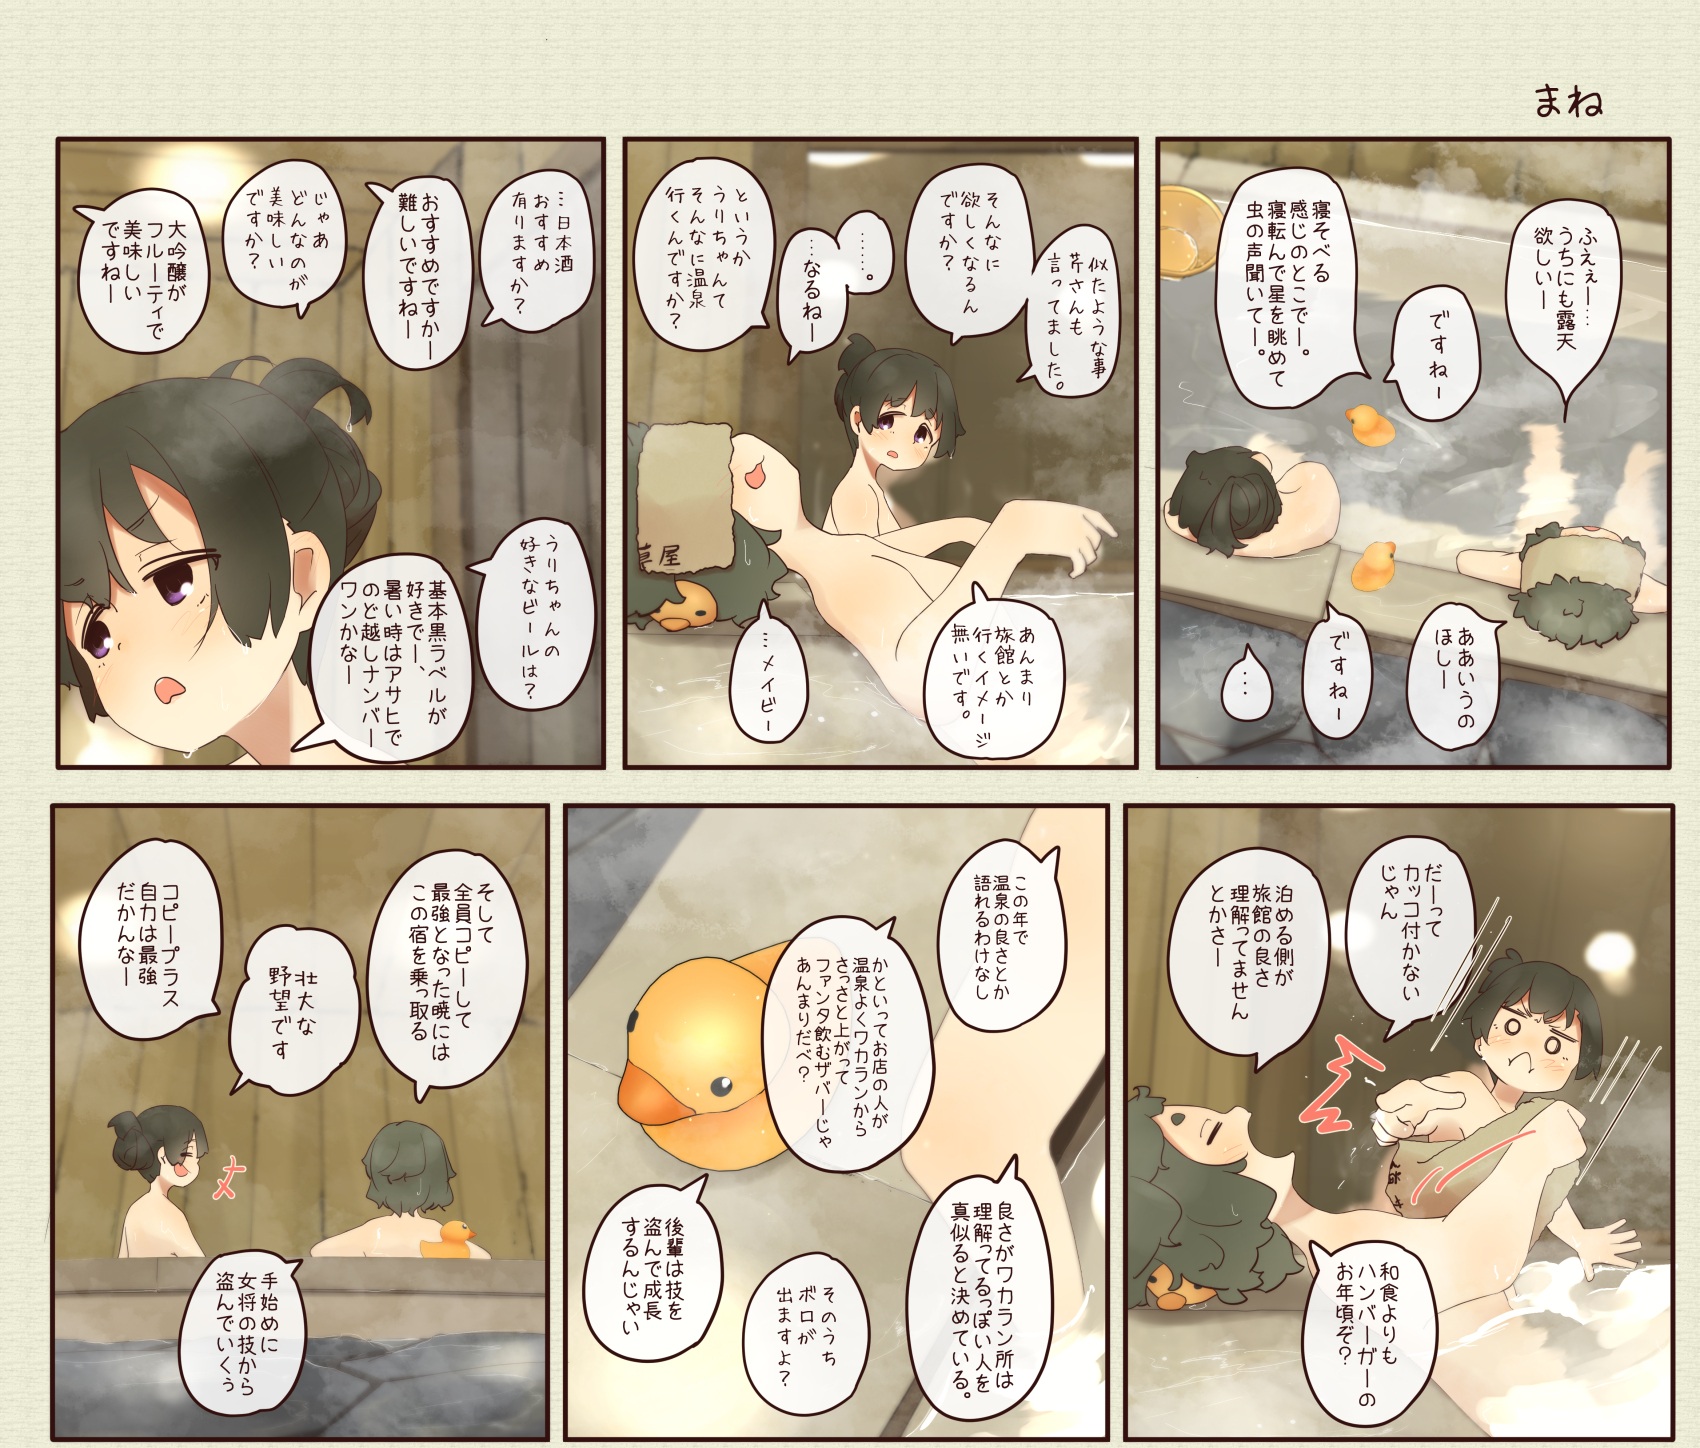 まね
ふえぇー…
うちにも露天
欲しいー
ですねー
寝そべる
感じのとこでー。
寝転んで星を眺めて
虫の声聞いてー。
ああいうの
ほしー
ですねー
…
似たような事
芹さんも
言ってました。
そんなに
欲しくなるん
ですか？
……。
…なるねー
というか
うりちゃんて
そんなに温泉
行くんですか？
草屋
あんまり
旅館とか
行くイメージ
無いです。
…メイビー
…日本酒
おすすめ
有りますか？
おすすめですかー
難しいですねー
じゃあ
どんなのが
美味しい
ですか？
大吟醸が
フルーティで
美味しい
ですねー
うりちゃんの
好きなビールは？
基本黒ラベルが
好きでー、
暑い時はアサヒで
のど越しナンバー
ワンかなー
だーって
カッコ付かない
じゃん
泊める側が
旅館の良さ
理解ってません
とかさー
和食よりも
ハンバーガーの
お年頃ぞ？
この年で
温泉の良さとか
語れるわけなし
かといってお店の人が
温泉よくワカランから
さっさと上がって
ファンタ飲むザバーじゃ
あんまりだべ？
良さがワカラン所は
理解ってるっぽい人を
真似ると決めている。
そのうち
ボロが
出ますよ？
後輩は技を
盗んで成長
するんじゃい
そして
全員コピーして
最強となった暁には
この宿を乗っ取る
壮大な
野望です
コピープラス
自力は最強
だかんなー
手始めに
女将の技から
盗んでいくぅ